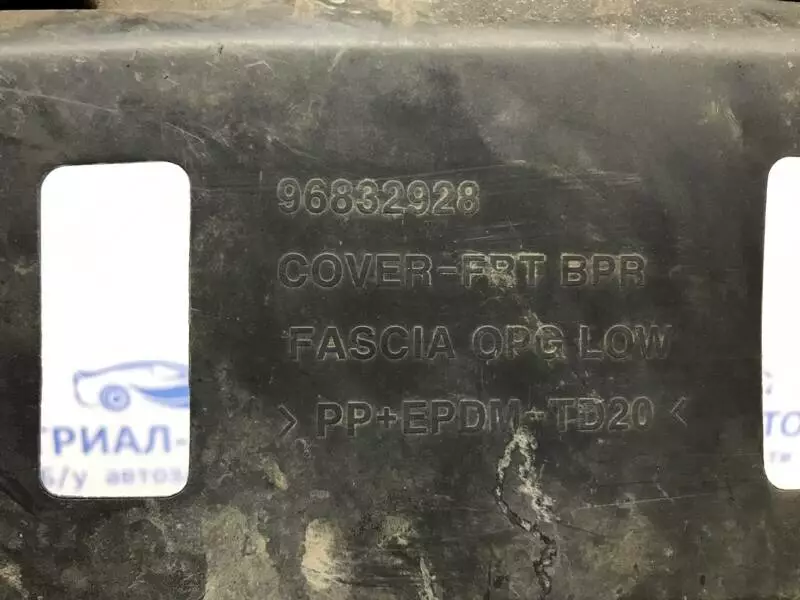 96832928
COVER-FRT BPR
FASCIA OPG LOW
> PP+EPDM-TD20 <
ТРИАЛ-
б/у автоз